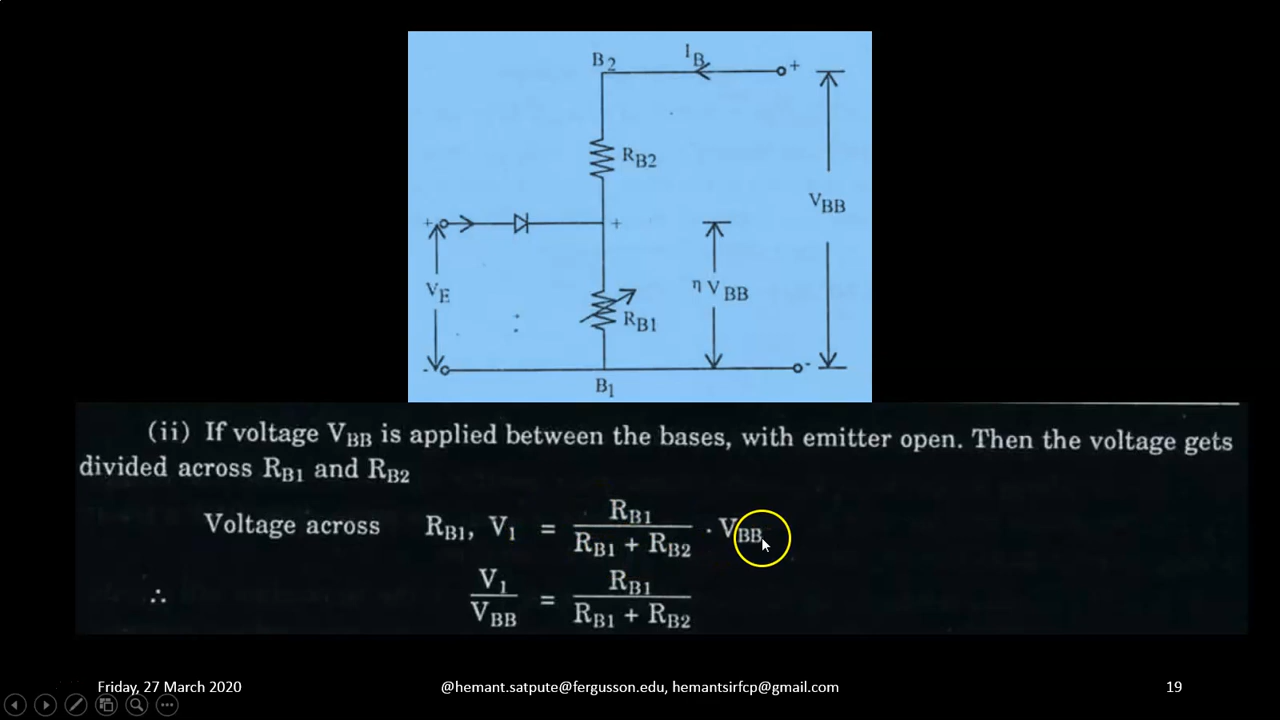 B2
IB
+
RB2
VBB
+
+
VE
η VBB
RB1
-
-
B1
(ii) If voltage VBB is applied between the bases, with emitter open. Then the voltage gets
divided across RB1 and RB2
Voltage across RB1, V1 = RB1 / RB1 + RB2 · VBB
∴ V1 / VBB = RB1 / RB1 + RB2
Friday, 27 March 2020
@hemant.satpute@fergusson.edu, hemantsirfcp@gmail.com
19